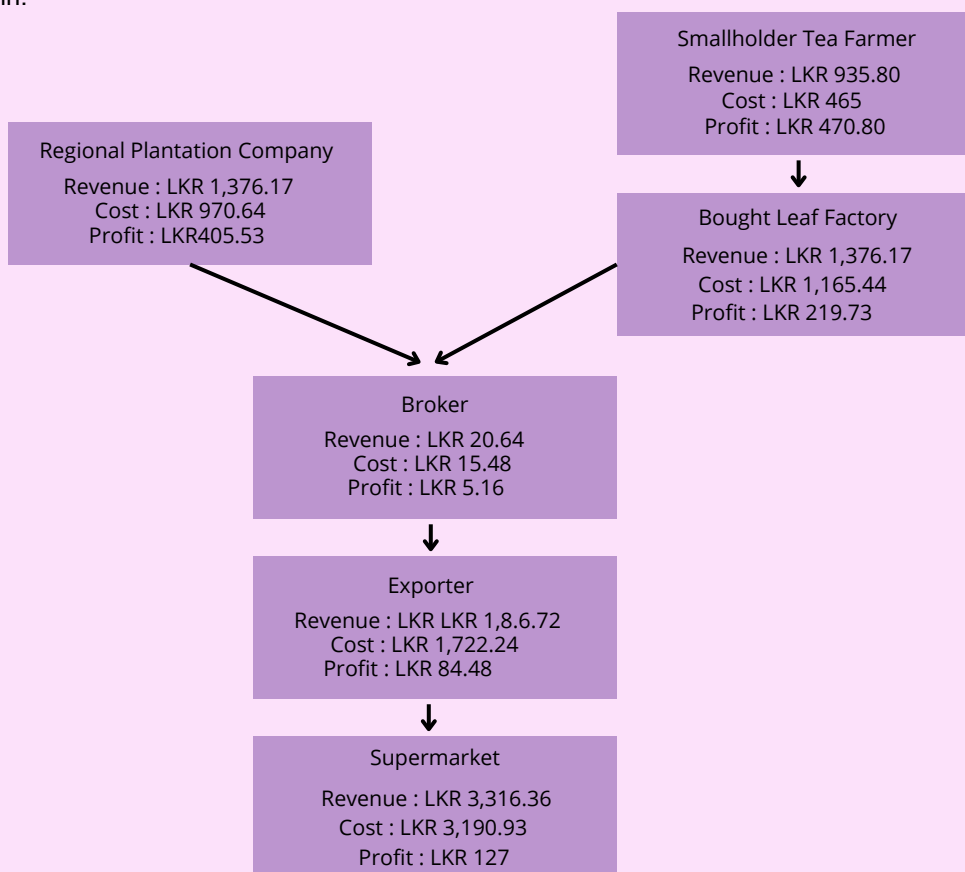 Smallholder Tea Farmer
Revenue : LKR 935.80
Cost : LKR 465
Profit : LKR 470.80
Regional Plantation Company
Revenue : LKR 1,376.17
Cost : LKR 970.64
Profit : LKR405.53
Bought Leaf Factory
Revenue : LKR 1,376.17
Cost : LKR 1,165.44
Profit : LKR 219.73
Broker
Revenue : LKR 20.64
Cost : LKR 15.48
Profit : LKR 5.16
Exporter
Revenue : LKR LKR 1,8.6.72
Cost : LKR 1,722.24
Profit : LKR 84.48
Supermarket
Revenue : LKR 3,316.36
Cost : LKR 3,190.93
Profit : LKR 127